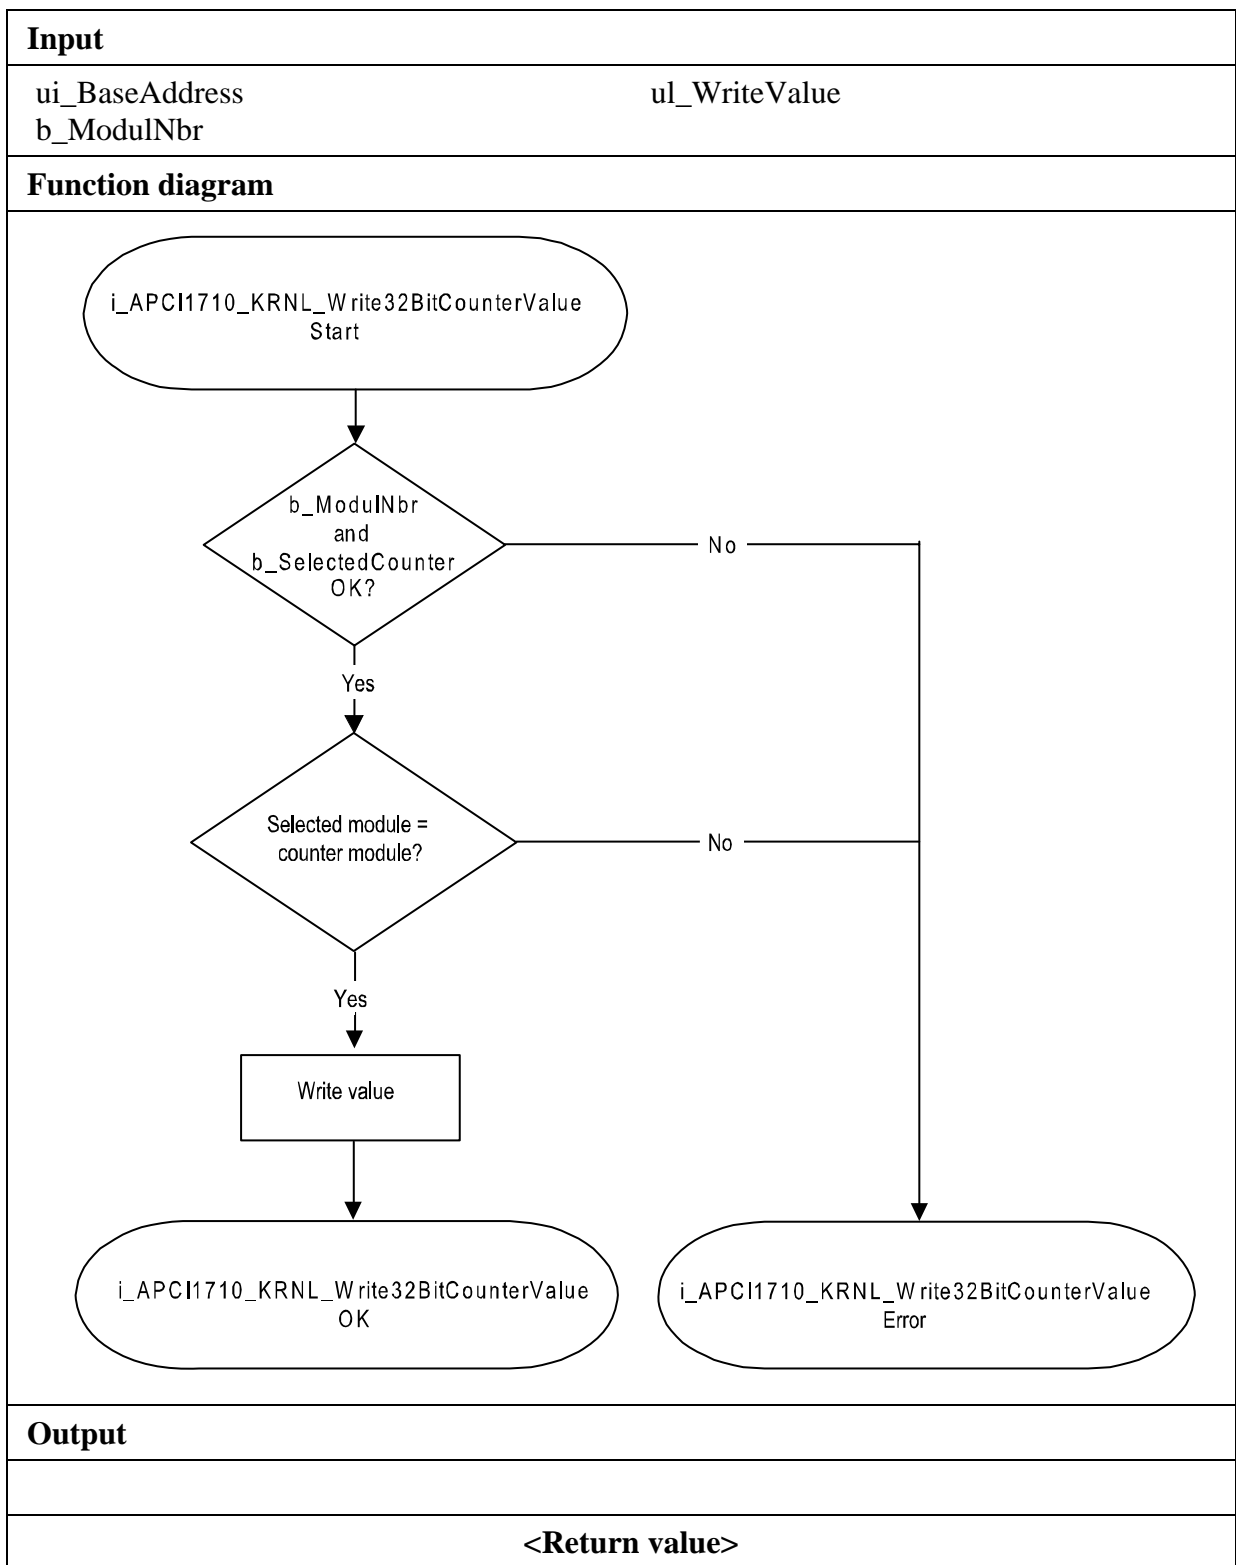 Input
ui_BaseAddress ul_WriteValue
b_ModulNbr
Function diagram
i_APCI1710_KRNL_Write32BitCounterValue
Start
b_ModulNbr
and
b_SelectedCounter
OK?
No
Yes
Selected module =
counter module?
No
Yes
Write value
i_APCI1710_KRNL_Write32BitCounterValue
OK
i_APCI1710_KRNL_Write32BitCounterValue
Error
Output
<Return value>